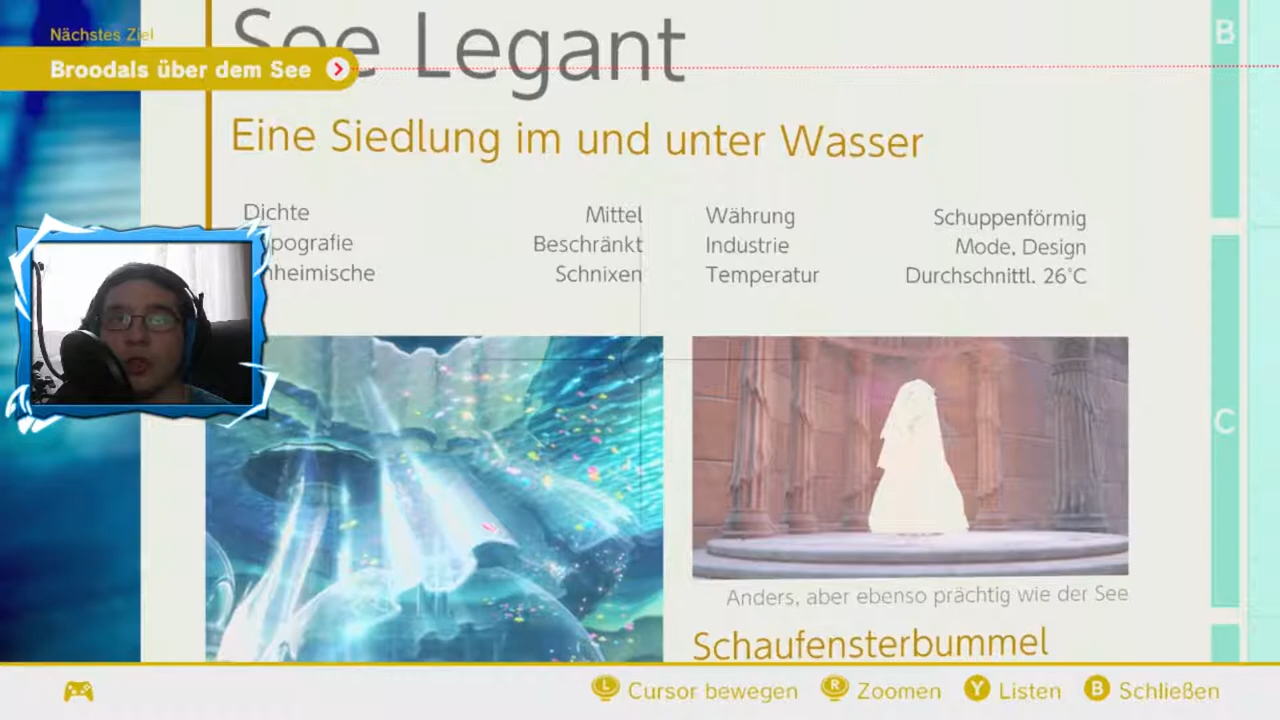 Nächstes Ziel
Broodals über dem See
See Legant
Eine Siedlung im und unter Wasser
Dichte Mittel
Beschränkt
Schnixen
Währung Schuppenförmig
Industrie Mode, Design
Temperatur Durchschnittl. 26°C
B
C
Anders, aber ebenso prächtig wie der See
Schaufensterbummel
L Cursor bewegen R Zoomen Y Listen B Schließen